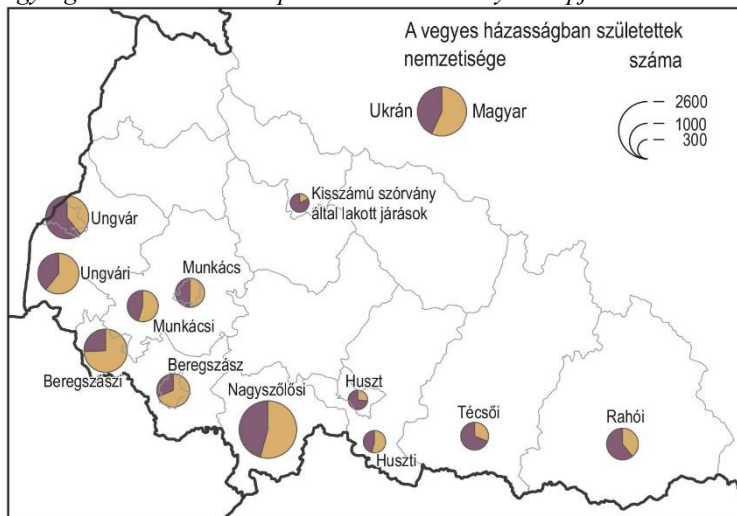 A vegyes házasságban születettek
nemzetisége
száma
Ukrán
Magyar
2600
1000
300
Kisszámú szórvány
által lakott járások
Ungvár
Ungvári
Munkács
Munkácsi
Beregszászi
Beregszász
Nagyszőlősi
Huszt
Huszti
Técsői
Rahói